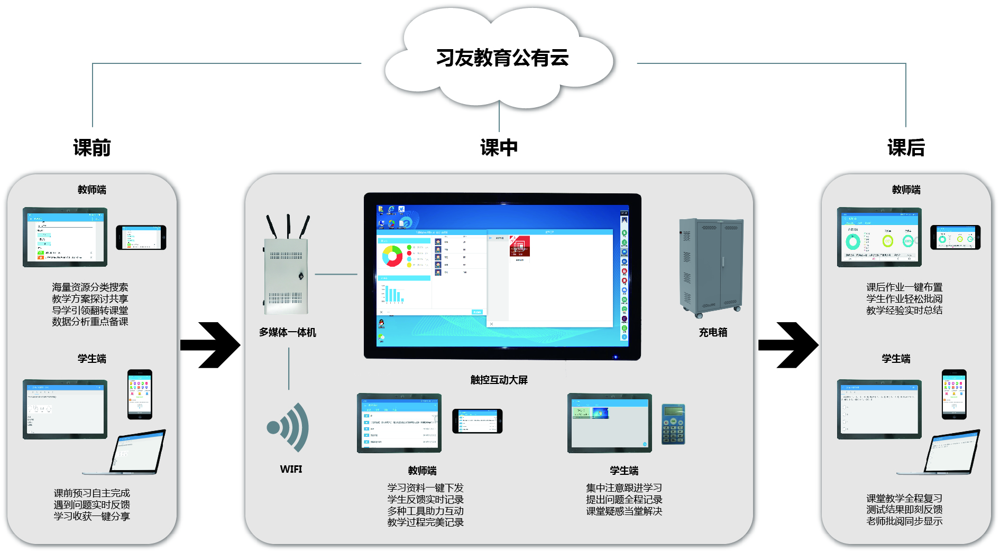 习友教育公有云
课前
课中
课后
教师端
海量资源分类搜索
教学方案探讨共享
导学引领翻转课堂
数据分析重点备课
学生端
课前预习自主完成
遇到问题实时反馈
学习收获一键分享
多媒体一体机
WIFI
触控互动大屏
充电箱
教师端
学习资料一键下发
学生反馈实时记录
多种工具助力互动
教学过程完美记录
学生端
集中注意跟进学习
提出问题全程记录
课堂疑惑当堂解决
教师端
课后作业一键布置
学生作业轻松批阅
教学经验实时总结
学生端
课堂教学全程复习
测试结果即刻反馈
老师批阅同步显示